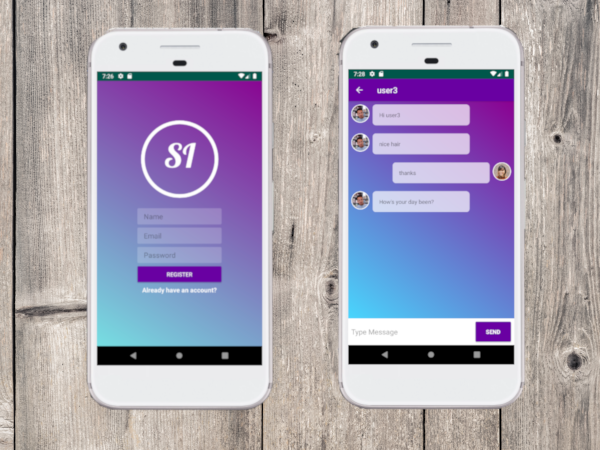 7:26
SI
Name
Email
Password
REGISTER
Already have an account?
7:28
user3
Hi user3
nice hair
thanks
How's your day been?
Type Message
SEND